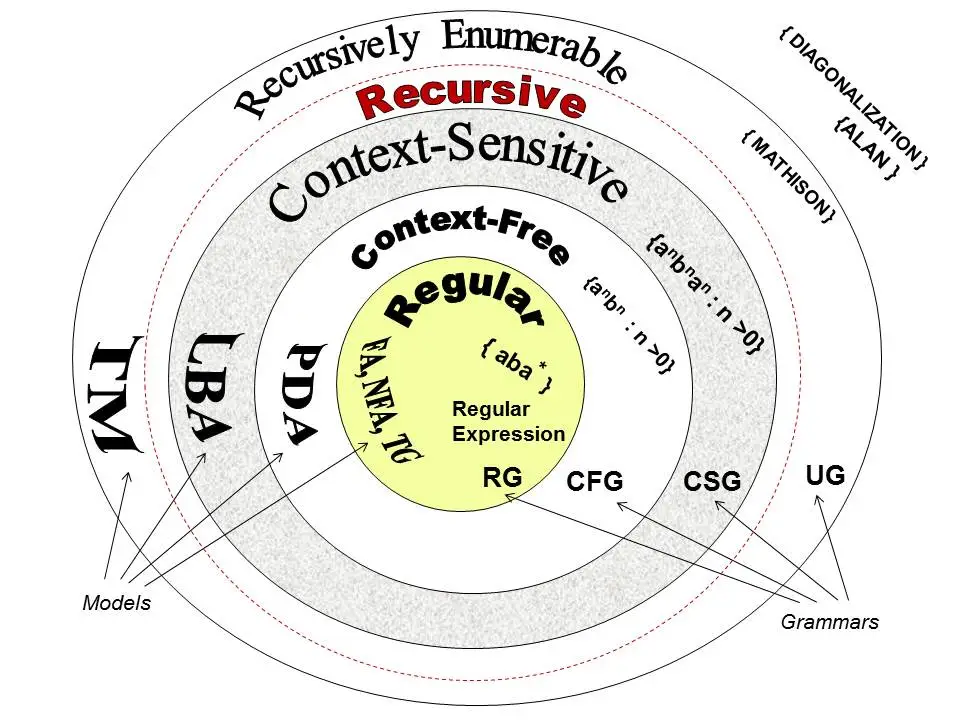 Recursively Enumerable
Recursive
Context-Sensitive
Context-Free
Regular
{ DIAGONALIZATION}
{ALAN }
{ MATHISON}
{aⁿbⁿaⁿ : n >0}
{aⁿbⁿ : n >0}
{ aba* }
TM
LBA
PDA
FA, NFA, TG
Regular
Expression
RG
CFG
CSG
UG
Models
Grammars